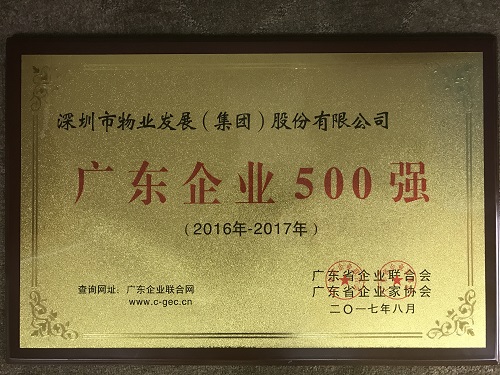 深圳市物业发展（集团）股份有限公司
广东企业500强
（2016年-2017年）
查询网址：广东企业联合网
www.c-gec.cn
广东省企业联合会
广东省企业家协会
二〇一七年八月